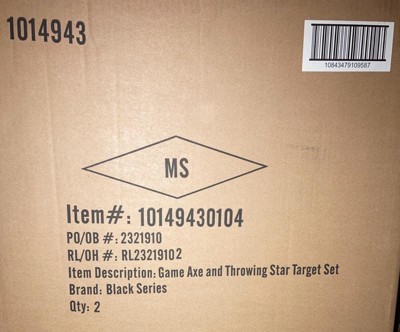 1014943
10843479109587
MS
Item#: 10149430104
PO/OB #: 2321910
RL/OH #: RL23219102
Item Description: Game Axe and Throwing Star Target Set
Brand: Black Series
Qty: 2